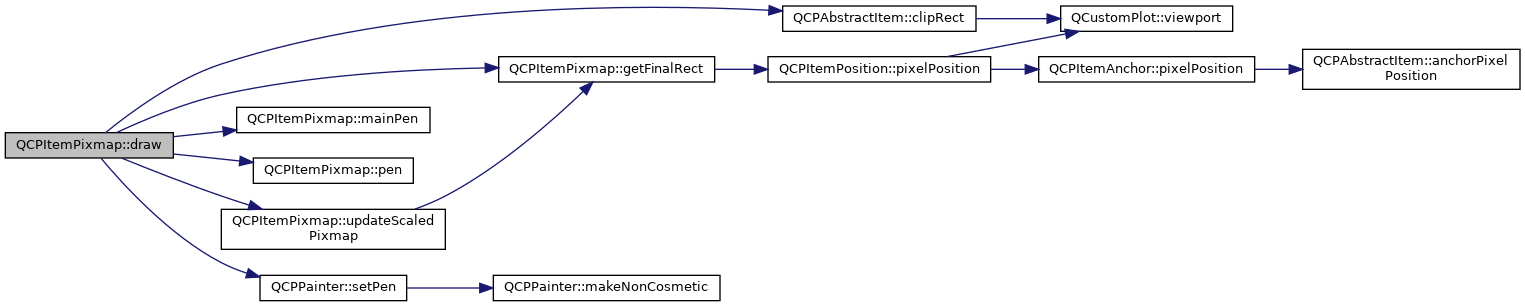 QCPAbstractItem::clipRect
QCustomPlot::viewport
QCPItemPixmap::getFinalRect
QCPItemPosition::pixelPosition
QCPItemAnchor::pixelPosition
QCPAbstractItem::anchorPixel
Position
QCPItemPixmap::mainPen
QCPItemPixmap::draw
QCPItemPixmap::pen
QCPItemPixmap::updateScaled
Pixmap
QCPPainter::setPen
QCPPainter::makeNonCosmetic